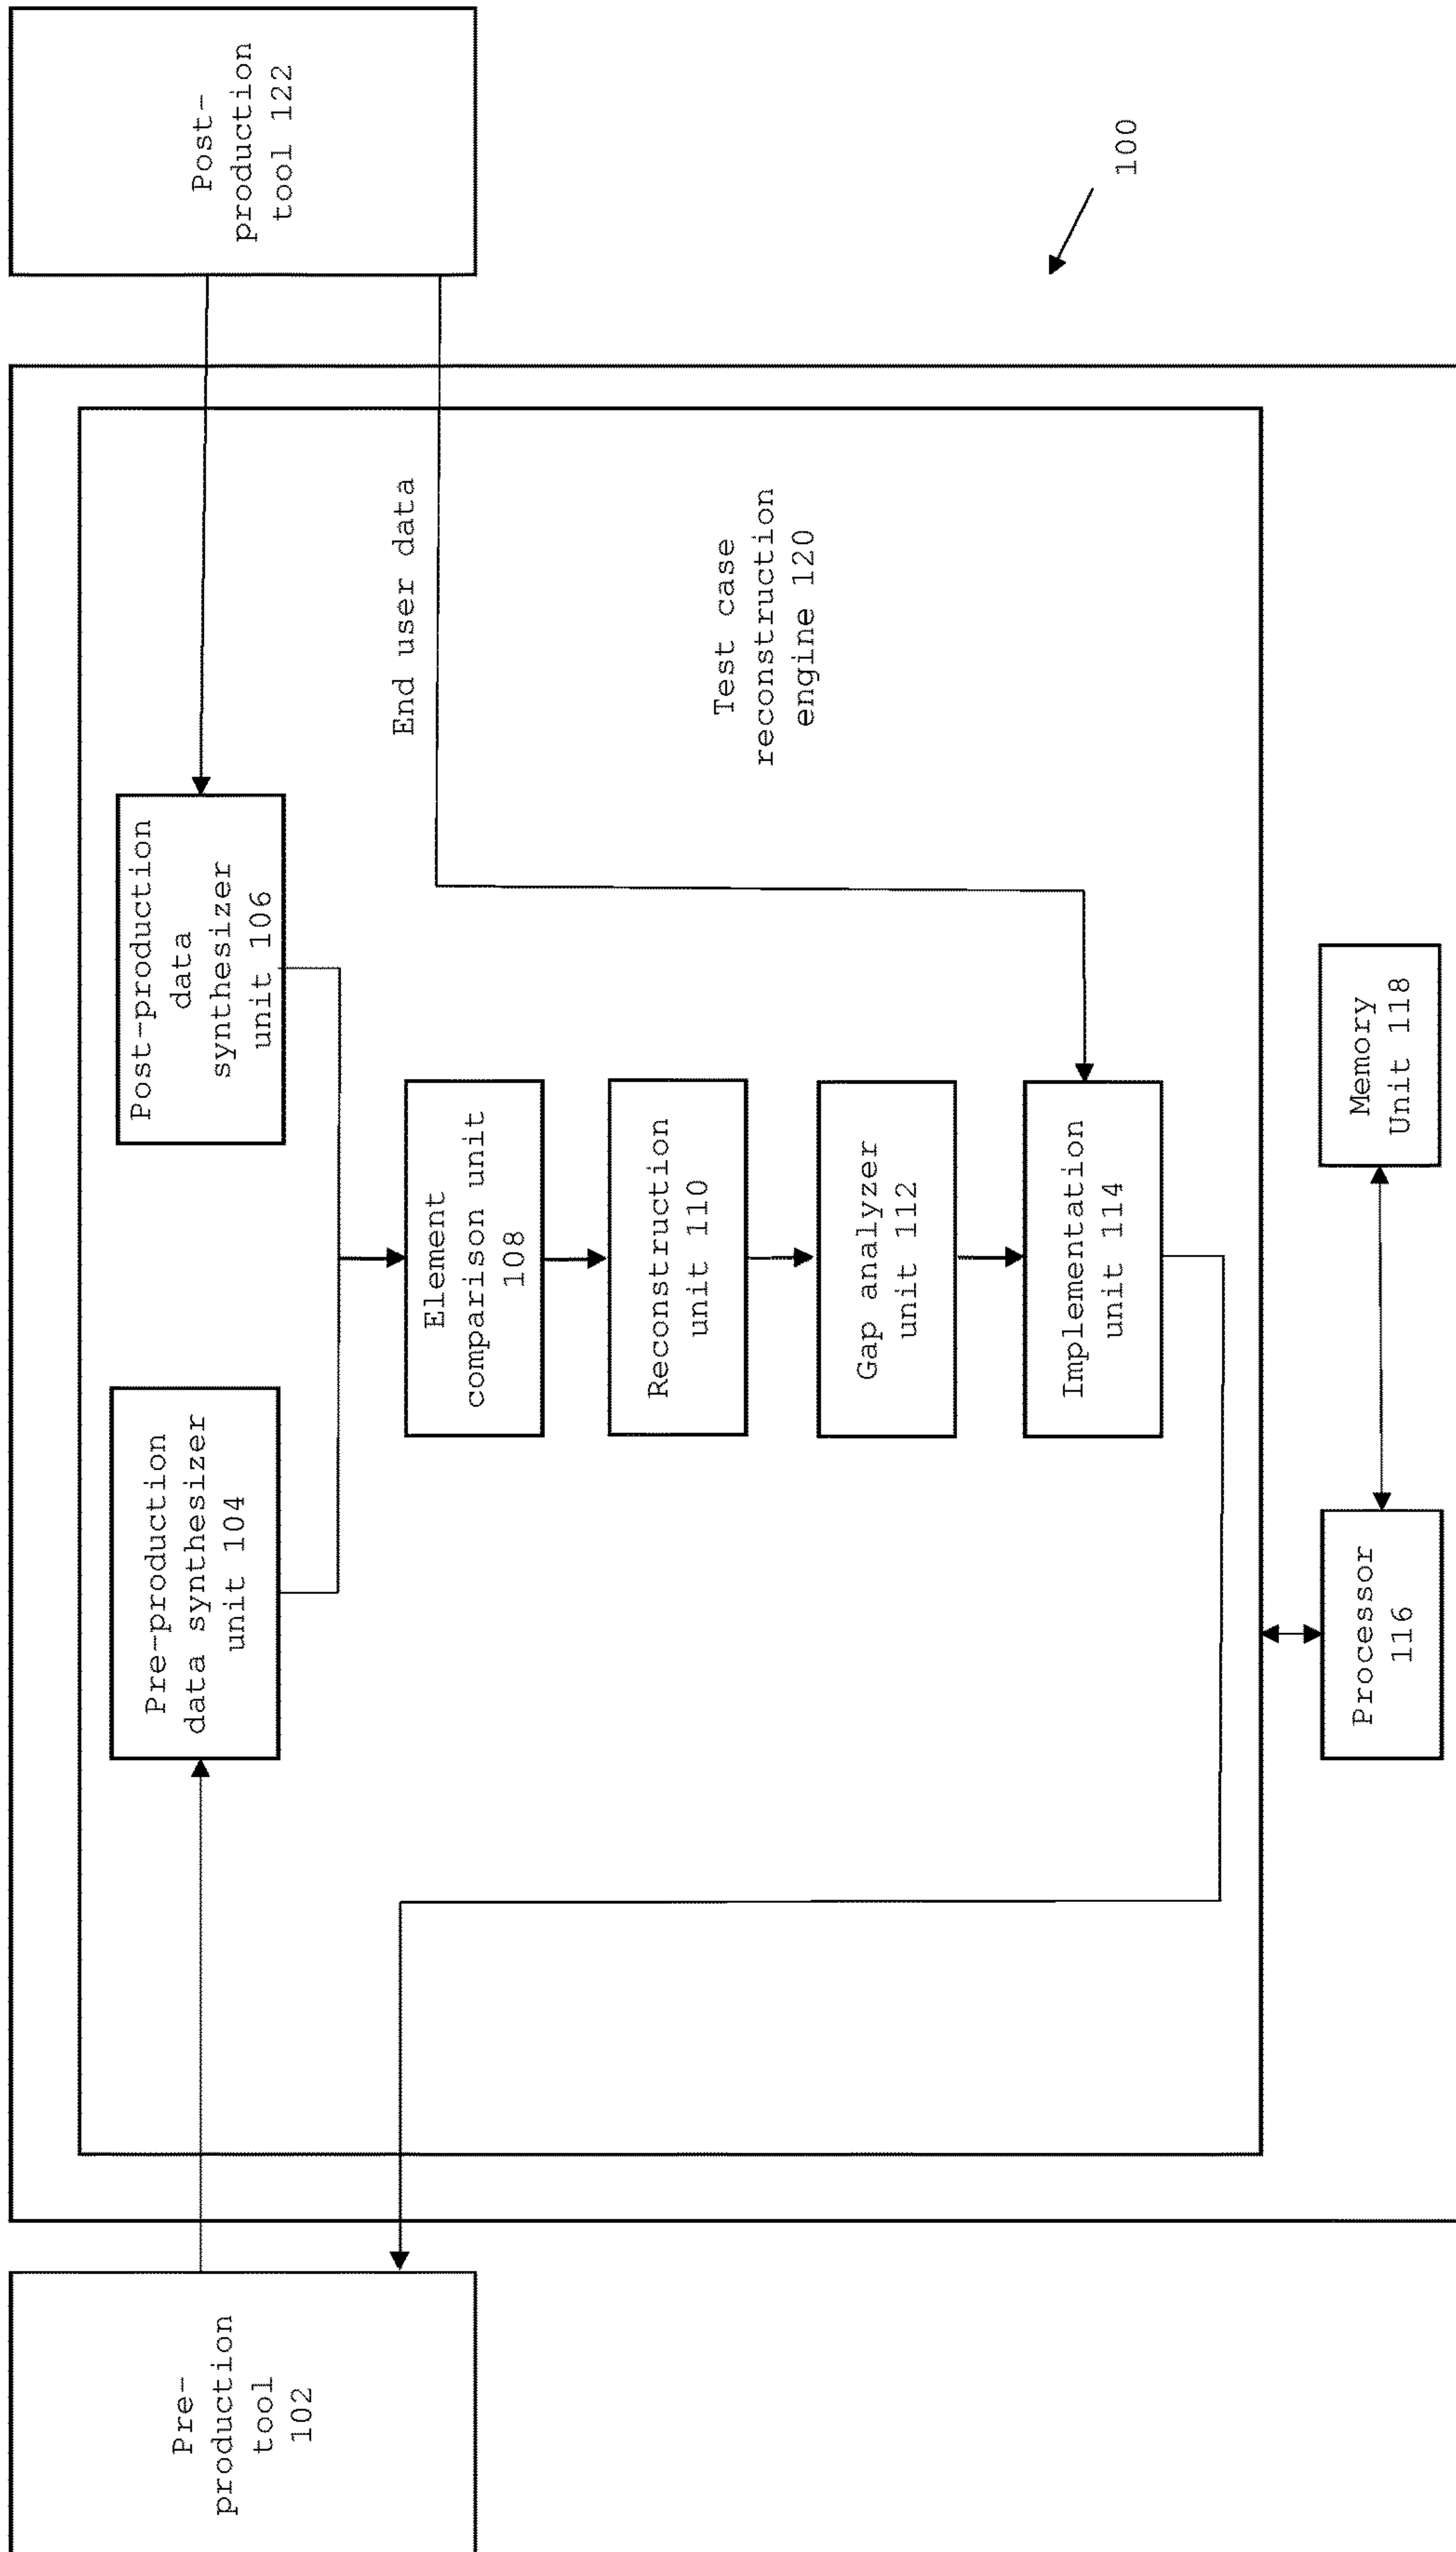 Pre-
production
tool
102
Pre-production
data synthesizer
unit 104
Post-production
data
synthesizer
unit 106
Post-
production
tool 122
End user data
Element
comparison unit
108
Reconstruction
unit 110
Gap analyzer
unit 112
Implementation
unit 114
Test case
reconstruction
engine 120
Processor
116
Memory
Unit 118
100